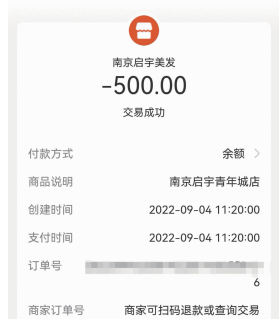 南京启宇美发
-500.00
交易成功
付款方式 余额
商品说明 南京启宇青年城店
创建时间 2022-09-04 11:20:00
支付时间 2022-09-04 11:20:00
订单号
6
商家订单号 商家可扫码退款或查询交易